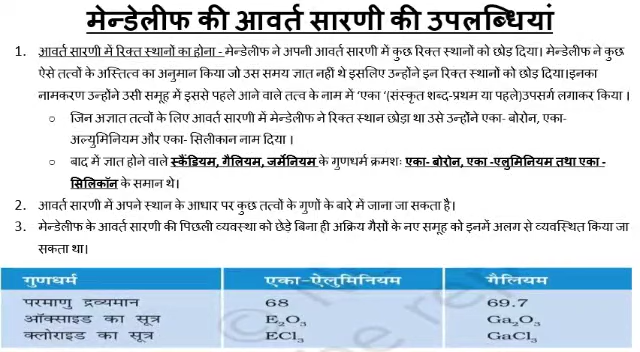 मेन्डेलीफ की आवर्त सारणी की उपलब्धियां
1. आवर्त सारणी में रिक्त स्थानों का होना - मेन्डेलीफ ने अपनी आवर्त सारणी में कुछ रिक्त स्थानों को छोड़ दिया। मेन्डेलीफ ने कुछ
ऐसे तत्वों के अस्तित्व का अनुमान किया जो उस समय ज्ञात नहीं थे इसलिए उन्होंने इन रिक्त स्थानों को छोड़ दिया।इनका
नामकरण उन्होंने उसी समूह में इससे पहले आने वाले तत्व के नाम में 'एका '(संस्कृत शब्द-प्रथम या पहले)उपसर्ग लगाकर किया ।
○ जिन अज्ञात तत्वों के लिए आवर्त सारणी में मेन्डेलीफ ने रिक्त स्थान छोड़ा था उसे उन्होंने एका- बोरोन, एका-
अल्युमिनियम और एका- सिलीकान नाम दिया ।
○ बाद में ज्ञात होने वाले स्कैंडियम, गैलियम, जर्मेनियम के गुणधर्म क्रमशः एका- बोरोन, एका -एलुमिनियम तथा एका -
सिलिकॉन के समान थे।
2. आवर्त सारणी में अपने स्थान के आधार पर कुछ तत्वों के गुणों के बारे में जाना जा सकता है।
3. मेन्डेलीफ के आवर्त सारणी की पिछली व्यवस्था को छेड़े बिना ही अक्रिय गैसों के नए समूह को इनमें अलग से व्यवस्थित किया जा
सकता था।
गुणधर्म एका-ऐलुमिनियम गैलियम
परमाणु द्रव्यमान 68 69.7
ऑक्साइड का सूत्र E₂O₃ Ga₂O₃
क्लोराइड का सूत्र ECl₃ GaCl₃